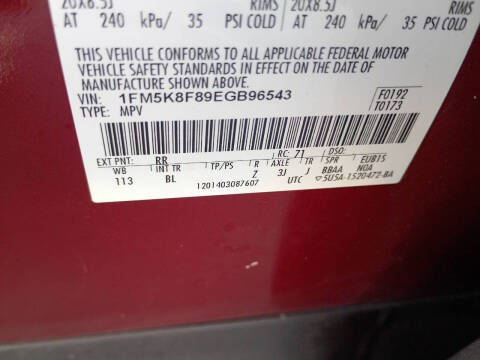 20X8.5J RIMS 20X8.5J RIMS
AT 240 kPa/ 35 PSI COLD AT 240 kPa/ 35 PSI COLD
THIS VEHICLE CONFORMS TO ALL APPLICABLE FEDERAL MOTOR
VEHICLE SAFETY STANDARDS IN EFFECT ON THE DATE OF
MANUFACTURE SHOWN ABOVE.
VIN: 1FM5K8F89EGB96543 F0192
TYPE: MPV T0173
EXT PNT: RR RC: 71 DSO:
WB INT TR TP/PS R AXLE TR SPR EUB15
113 BL Z 3J J BBAA NOA
1201403087607 UTC ▽5U5A-1520472-BA